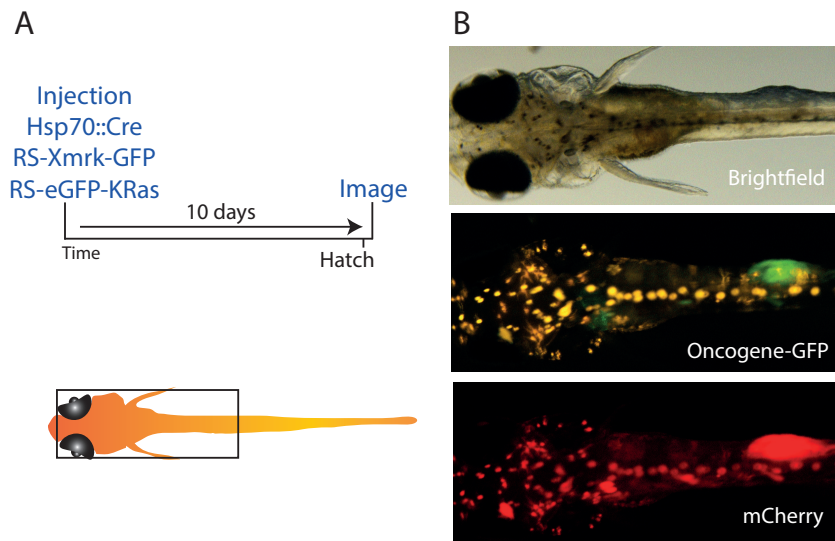 A
Injection
Hsp70::Cre
RS-Xmrk-GFP
RS-eGFP-KRas
10 days
Image
Time
Hatch
B
Brightfield
Oncogene-GFP
mCherry